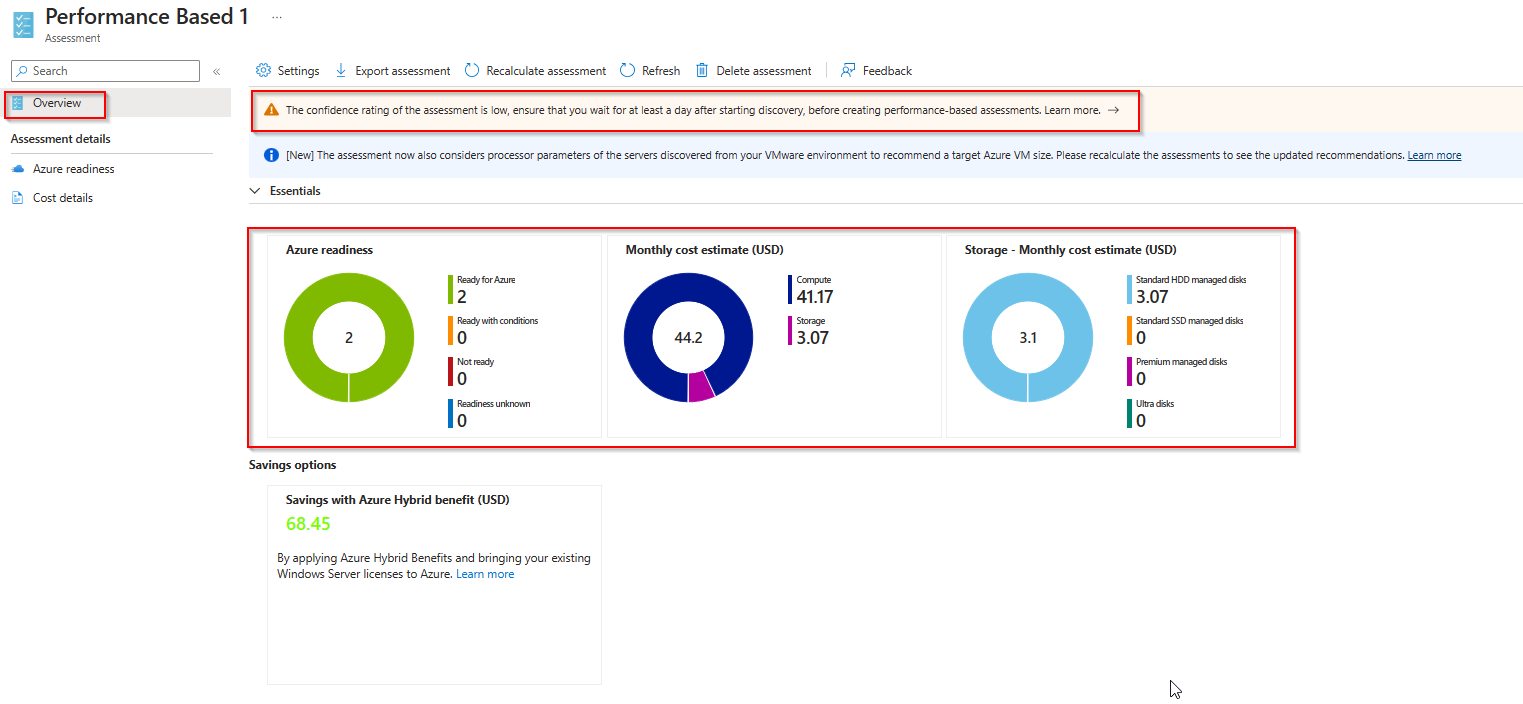 Performance Based 1 ...
Assessment
Search «
Settings Export assessment Recalculate assessment Refresh Delete assessment Feedback
Overview
The confidence rating of the assessment is low, ensure that you wait for at least a day after starting discovery, before creating performance-based assessments. Learn more. →
Assessment details
[New] The assessment now also considers processor parameters of the servers discovered from your VMware environment to recommend a target Azure VM size. Please recalculate the assessments to see the updated recommendations. Learn more
Azure readiness
Cost details
Essentials
Azure readiness
2
Ready for Azure
2
Ready with conditions
0
Not ready
0
Readiness unknown
0
Monthly cost estimate (USD)
44.2
Compute
41.17
Storage
3.07
Storage - Monthly cost estimate (USD)
3.1
Standard HDD managed disks
3.07
Standard SSD managed disks
0
Premium managed disks
0
Ultra disks
0
Savings options
Savings with Azure Hybrid benefit (USD)
68.45
By applying Azure Hybrid Benefits and bringing your existing
Windows Server licenses to Azure. Learn more